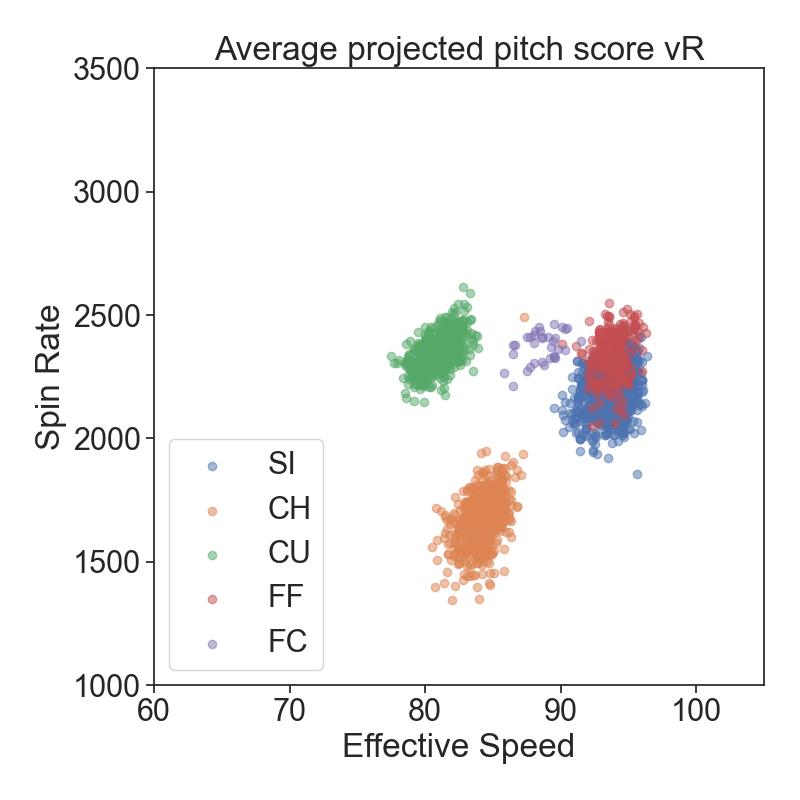 Average projected pitch score vR
3500
3000
2500
2000
1500
1000
Spin Rate
SI
CH
CU
FF
FC
60 70 80 90 100
Effective Speed